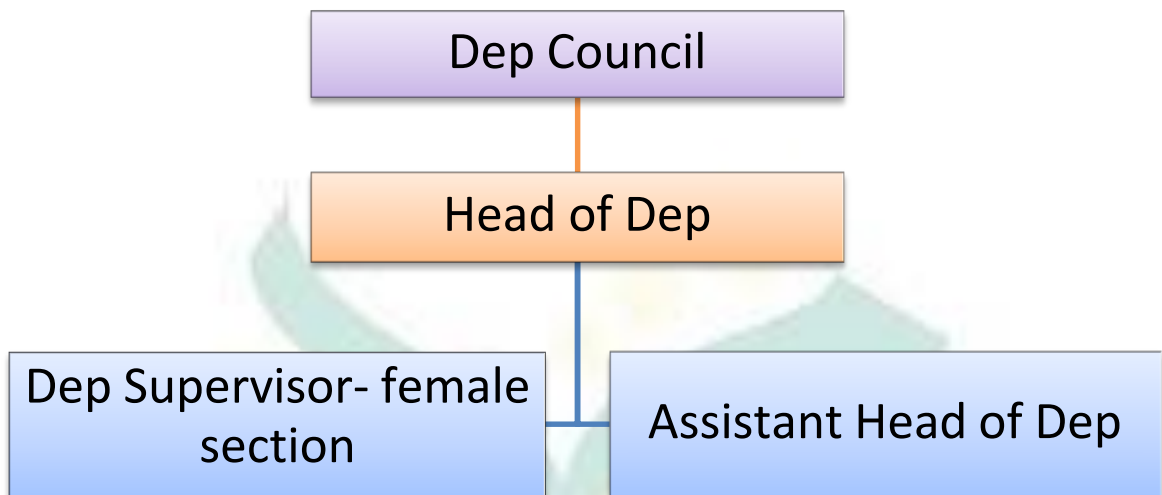 Dep Council
Head of Dep
Dep Supervisor- female
section
Assistant Head of Dep